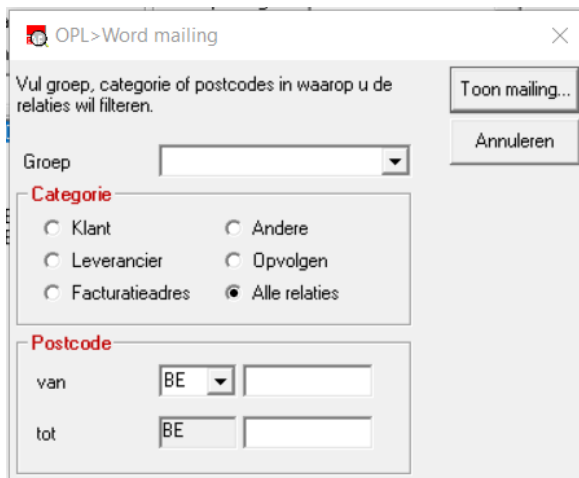 OPL>Word mailing
Vul groep, categorie of postcodes in waarop u de
relaties wil filteren.
Toon mailing...
Annuleren
Groep
Categorie
Klant
Andere
Leverancier
Opvolgen
Facturatieadres
Alle relaties
Postcode
van
BE
tot
BE